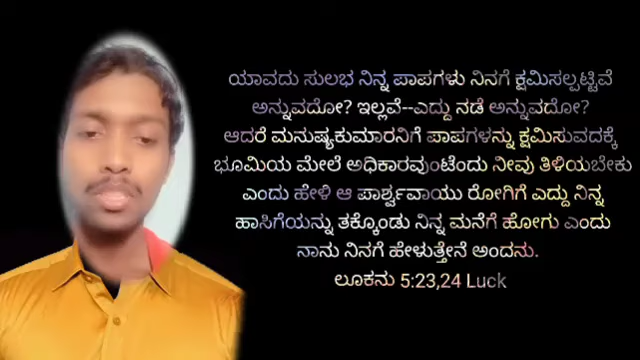 ಯಾವದು ಸುಲಭ ನಿನ್ನ ಪಾಪಗಳು ನಿನಗೆ ಕ್ಷಮಿಸಲ್ಪಟ್ಟಿವೆ
ಅನ್ನುವದೋ? ಇಲ್ಲವೆ--ಎದ್ದು ನಡೆ ಅನ್ನುವದೋ?
ಆದರೆ ಮನುಷ್ಯಕುಮಾರನಿಗೆ ಪಾಪಗಳನ್ನು ಕ್ಷಮಿಸುವದಕ್ಕೆ
ಭೂಮಿಯ ಮೇಲೆ ಅಧಿಕಾರವುಂಟೆಂದು ನೀವು ತಿಳಿಯಬೇಕು
ಎಂದು ಹೇಳಿ ಆ ಪಾರ್ಶ್ವವಾಯು ರೋಗಿಗೆ ಎದ್ದು ನಿನ್ನ
ಹಾಸಿಗೆಯನ್ನು ತಕ್ಕೊಂಡು ನಿನ್ನ ಮನೆಗೆ ಹೋಗು ಎಂದು
ನಾನು ನಿನಗೆ ಹೇಳುತ್ತೇನೆ ಅಂದನು.
ಲೂಕನು 5:23,24 Luck